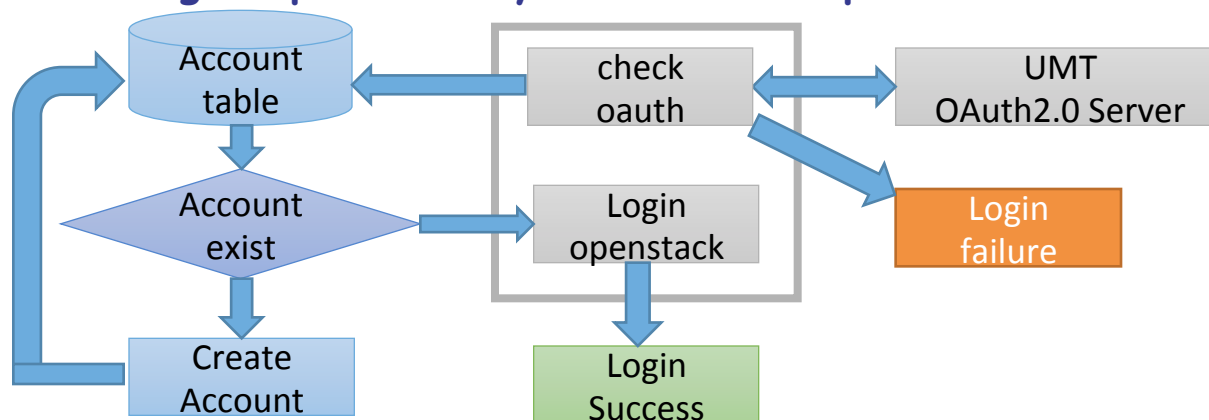 Account
table
check
oauth
UMT
OAuth2.0 Server
Account
exist
Login
openstack
Login
failure
Create
Account
Login
Success